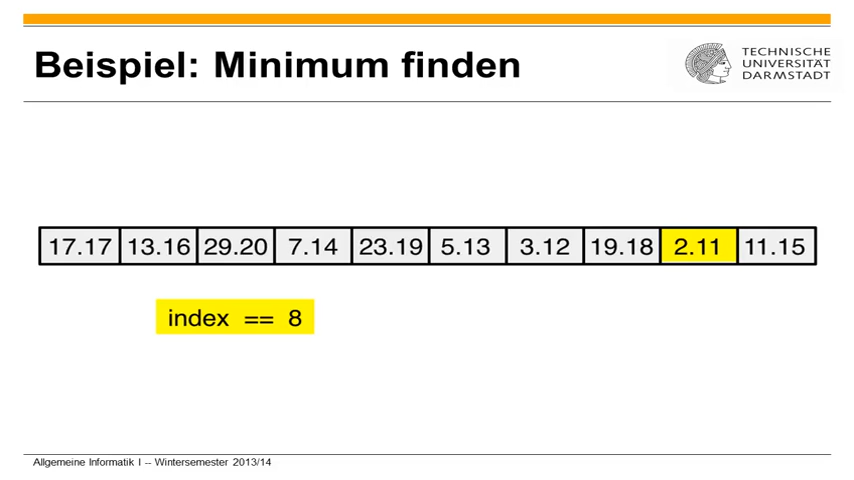 Beispiel: Minimum finden
TECHNISCHE
UNIVERSITÄT
DARMSTADT
17.17 13.16 29.20 7.14 23.19 5.13 3.12 19.18 2.11 11.15
index == 8
Allgemeine Informatik I -- Wintersemester 2013/14